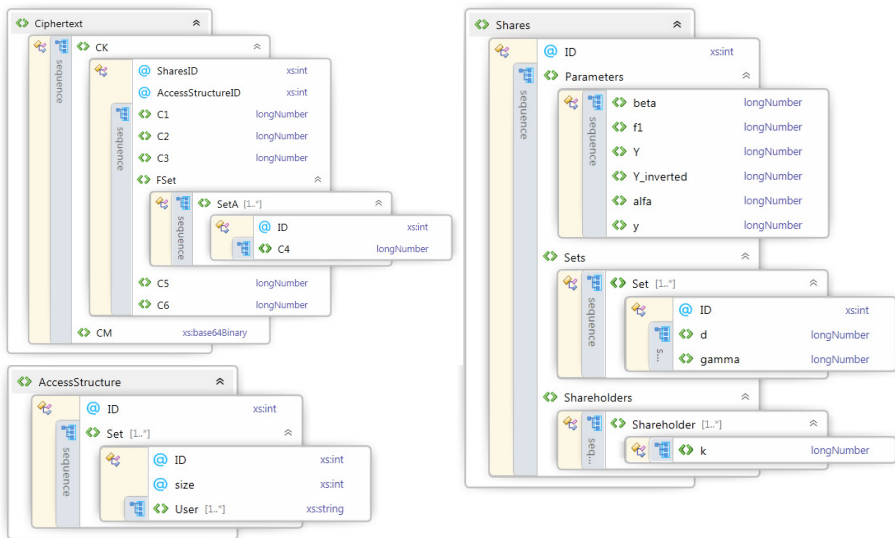 Ciphertext
CK
sequence
@ SharesID xs:int
@ AccessStructureID xs:int
sequence
C1 longNumber
C2 longNumber
C3 longNumber
FSet
sequence
SetA [1..*]
@ ID xs:int
C4 longNumber
C5 longNumber
C6 longNumber
CM xs:base64Binary
AccessStructure
@ ID xs:int
sequence
Set [1..*]
@ ID xs:int
@ size xs:int
User [1..*] xs:string
Shares
@ ID xs:int
sequence
Parameters
sequence
beta longNumber
f1 longNumber
Y longNumber
Y_inverted longNumber
alfa longNumber
y longNumber
Sets
sequence
Set [1..*]
@ ID xs:int
s...
d longNumber
gamma longNumber
Shareholders
seq...
Shareholder [1..*]
k longNumber